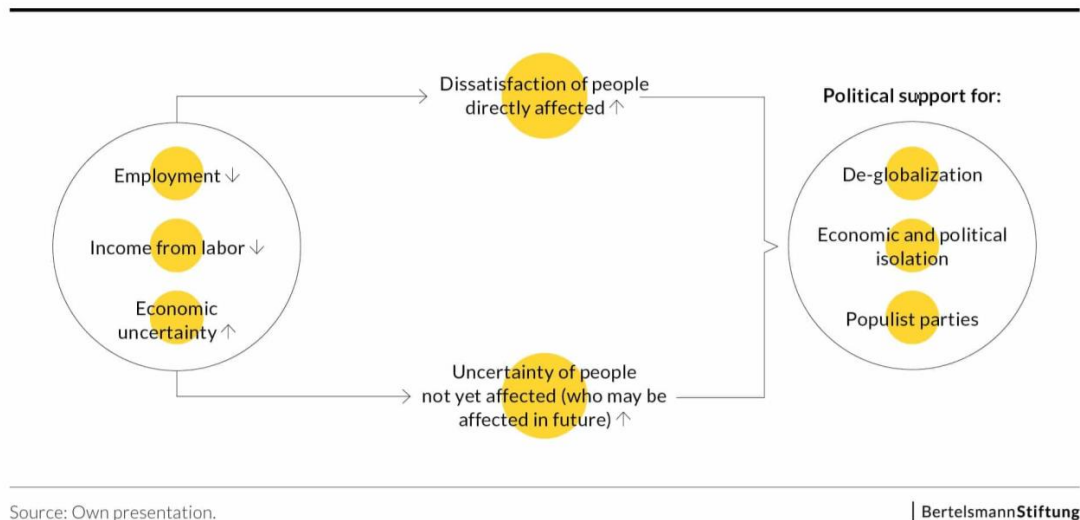 Employment ↓
Income from labor ↓
Economic
uncertainty ↑
Dissatisfaction of people
directly affected ↑
Uncertainty of people
not yet affected (who may be
affected in future) ↑
Political support for:
De-globalization
Economic and political
isolation
Populist parties
Source: Own presentation.
BertelsmannStiftung